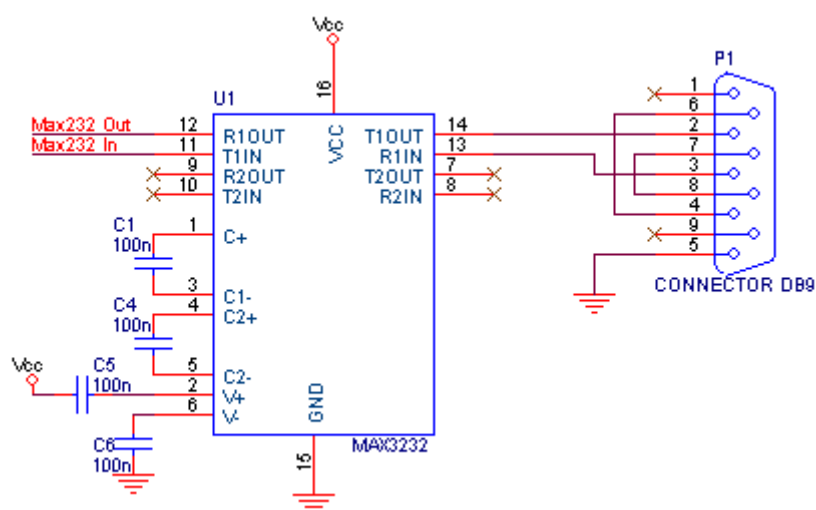 Vcc
P1
U1
16
VCC
Max232 Out
12
R1OUT
T1OUT
14
Max232 In
11
T1IN
R1IN
13
9
R2OUT
T2OUT
7
10
T2IN
R2IN
8
1
6
2
7
3
8
4
9
5
CONNECTOR DB9
C1
100n
1
C+
3
C1-
C4
100n
4
C2+
5
C2-
Vcc
C5
100n
2
V+
6
V-
C6
100n
GND
15
MAX3232